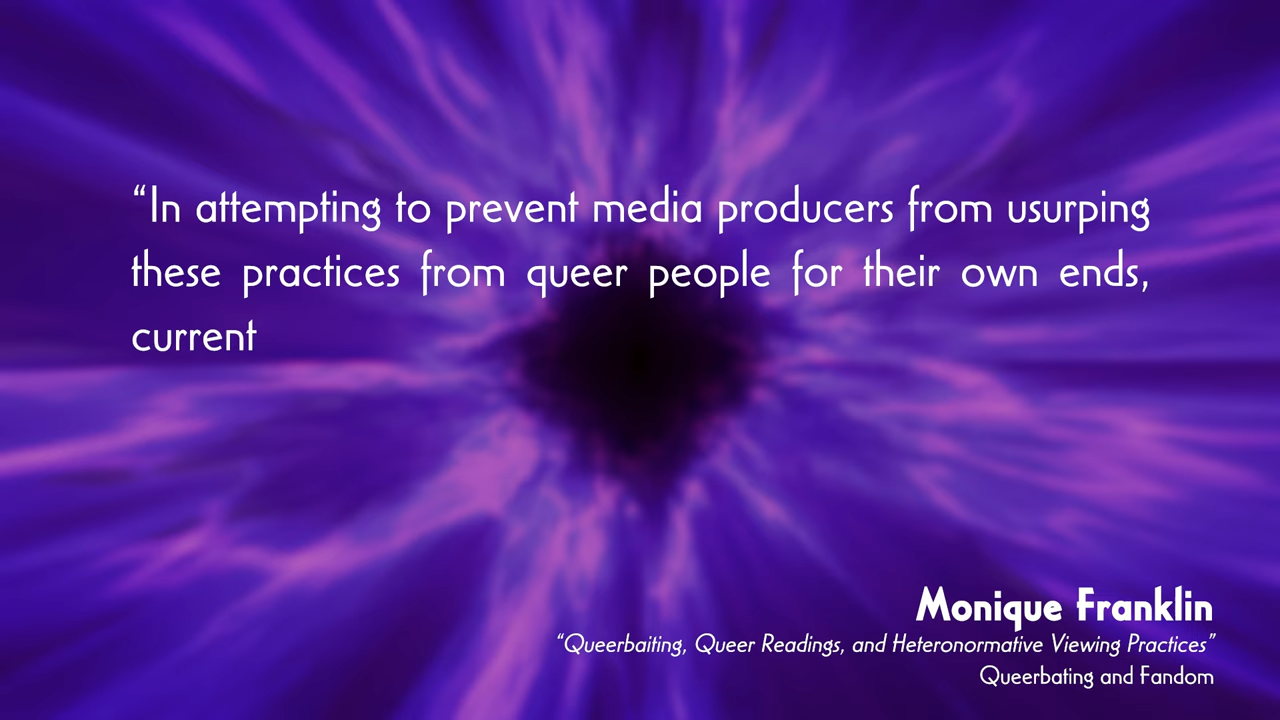 “In attempting to prevent media producers from usurping
these practices from queer people for their own ends,
current
Monique Franklin
“Queerbaiting, Queer Readings, and Heteronormative Viewing Practices”
Queerbating and Fandom